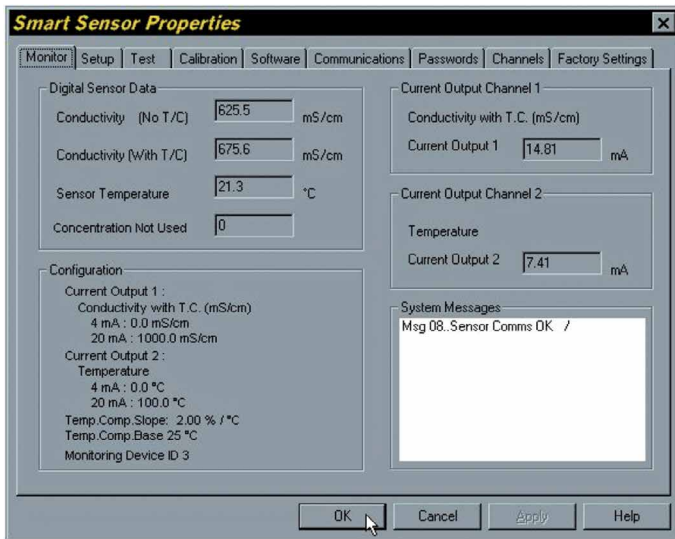 Smart Sensor Properties
Monitor Setup Test Calibration Software Communications Passwords Channels Factory Settings
Digital Sensor Data
Conductivity (No T/C) 625.5 mS/cm
Conductivity (With T/C) 675.6 mS/cm
Sensor Temperature 21.3 °C
Concentration Not Used 0
Configuration
Current Output 1 :
Conductivity with T.C. (mS/cm)
4 mA : 0.0 mS/cm
20 mA : 1000.0 mS/cm
Current Output 2 :
Temperature
4 mA : 0.0 °C
20 mA : 100.0 °C
Temp.Comp.Slope: 2.00 % / °C
Temp.Comp.Base 25 °C
Monitoring Device ID 3
Current Output Channel 1
Conductivity with T.C. (mS/cm)
Current Output 1 14.81 mA
Current Output Channel 2
Temperature
Current Output 2 7.41 mA
System Messages
Msg 08..Sensor Comms OK /
OK Cancel Apply Help